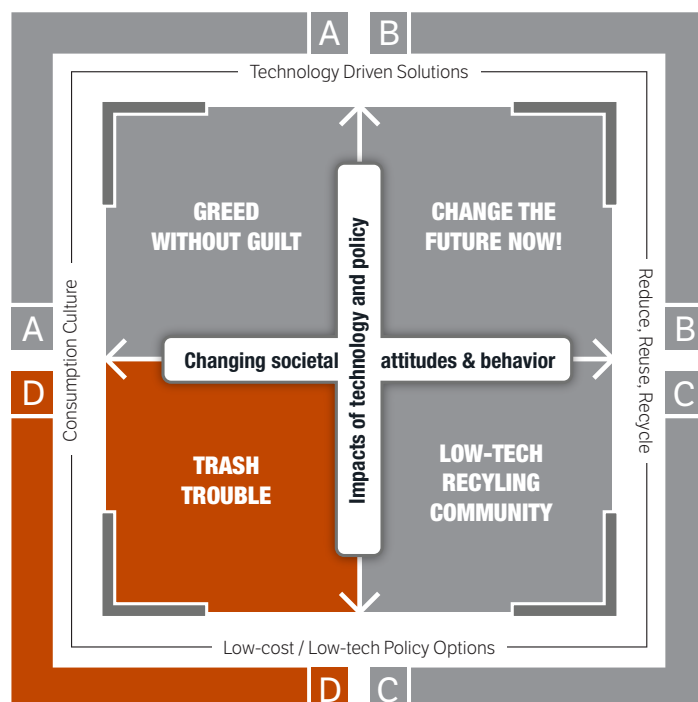 A B
Technology Driven Solutions
GREED
WITHOUT GUILT
CHANGE THE
FUTURE NOW!
Impacts of technology and policy
Consumption Culture
Reduce, Reuse, Recycle
A
B
Changing societal attitudes & behavior
D
C
TRASH
TROUBLE
LOW-TECH
RECYLING
COMMUNITY
Low-cost / Low-tech Policy Options
D C